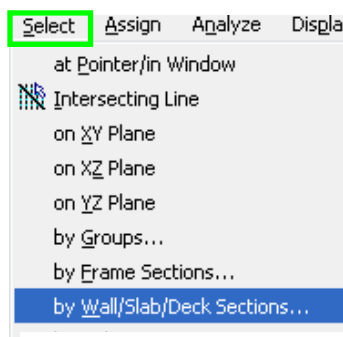 Select Assign Analyze Displa
at Pointer/in Window
Intersecting Line
on XY Plane
on XZ Plane
on YZ Plane
by Groups...
by Frame Sections...
by Wall/Slab/Deck Sections...